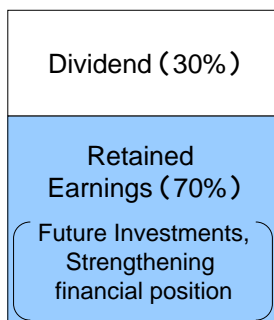 Dividend (30%)
Retained
Earnings (70%)
Future Investments,
Strengthening
financial position